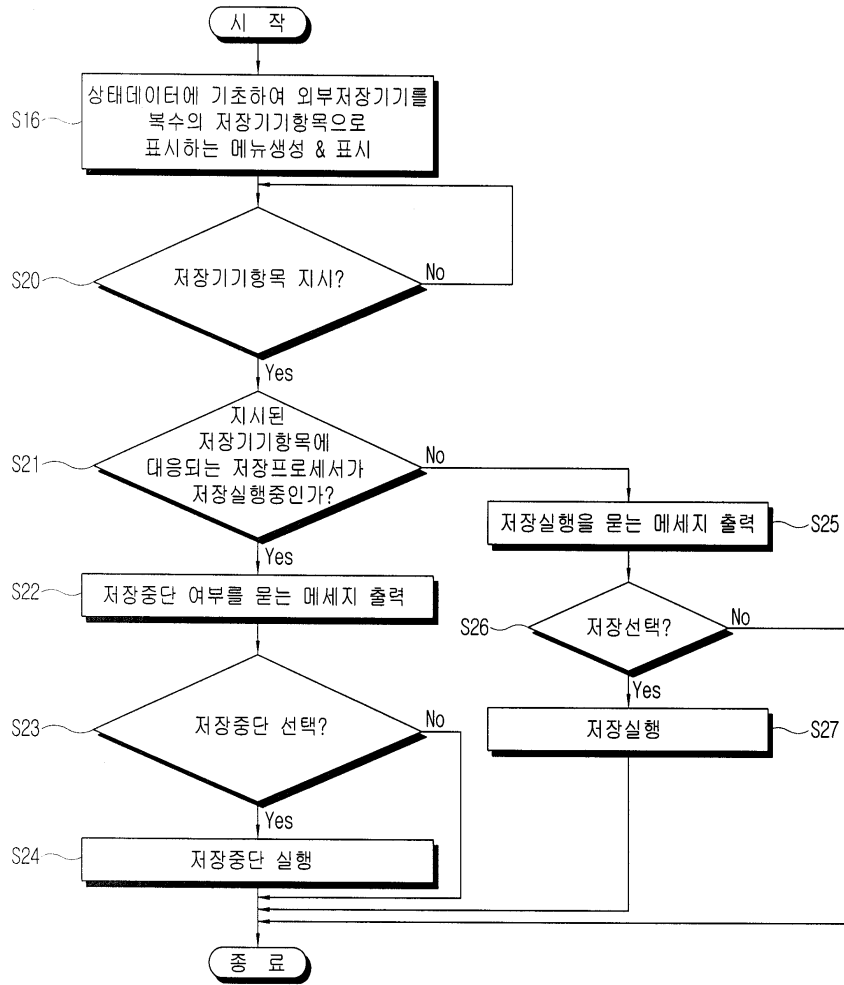 시 작
S16
상태데이터에 기초하여 외부저장기기를
복수의 저장기기항목으로
표시하는 메뉴생성 & 표시
S20
저장기기항목 지시?
No
Yes
S21
지시된
저장기기항목에
대응되는 저장프로세서가
저장실행중인가?
No
Yes
S22
저장중단 여부를 묻는 메세지 출력
S23
저장중단 선택?
No
Yes
S24
저장중단 실행
저장실행을 묻는 메세지 출력
S25
S26
저장선택?
No
Yes
저장실행
S27
종 료